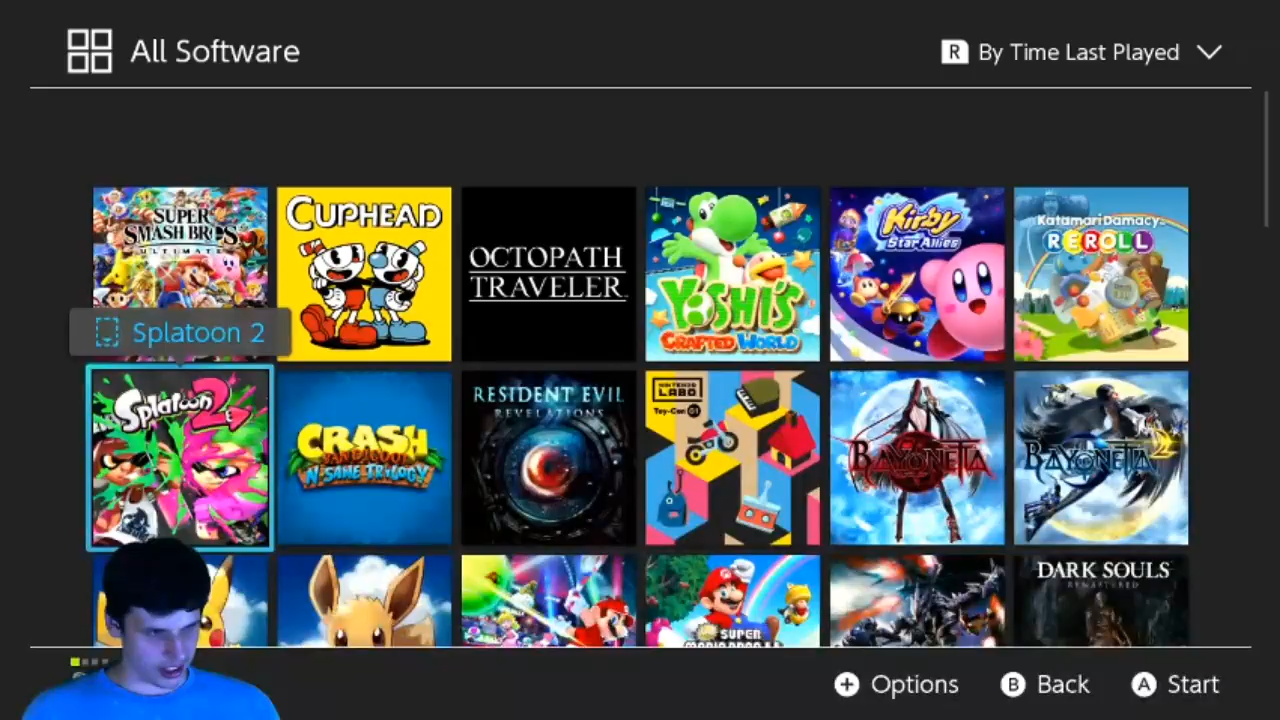 All Software
R By Time Last Played
SUPER
SMASH BROS
ULTIMATE
CUPHEAD
OCTOPATH
TRAVELER
YOSHI'S
CRAFTED WORLD
Kirby
Star Allies
Katamari Damacy
REROLL
Splatoon 2
Splatoon 2
CRASH
BANDICOOT
N.SANE TRILOGY
RESIDENT EVIL
REVELATIONS
NINTENDO
LABO
Toy-Con 01
BAYONETTA
BAYONETTA 2
SUPER
DARK SOULS
REMASTERED
+ Options
B Back
A Start